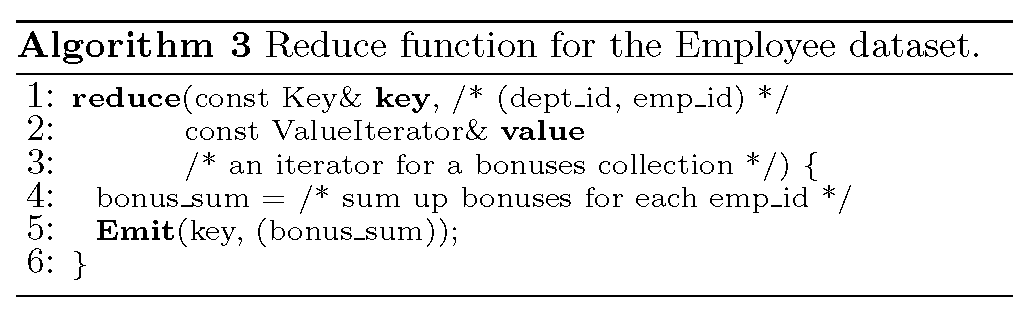 Algorithm 3 Reduce function for the Employee dataset.
1: reduce(const Key& key, /* (dept_id, emp_id) */
2: const ValueIterator& value
3: /* an iterator for a bonuses collection */) {
4: bonus_sum = /* sum up bonuses for each emp_id */
5: Emit(key, (bonus_sum));
6: }